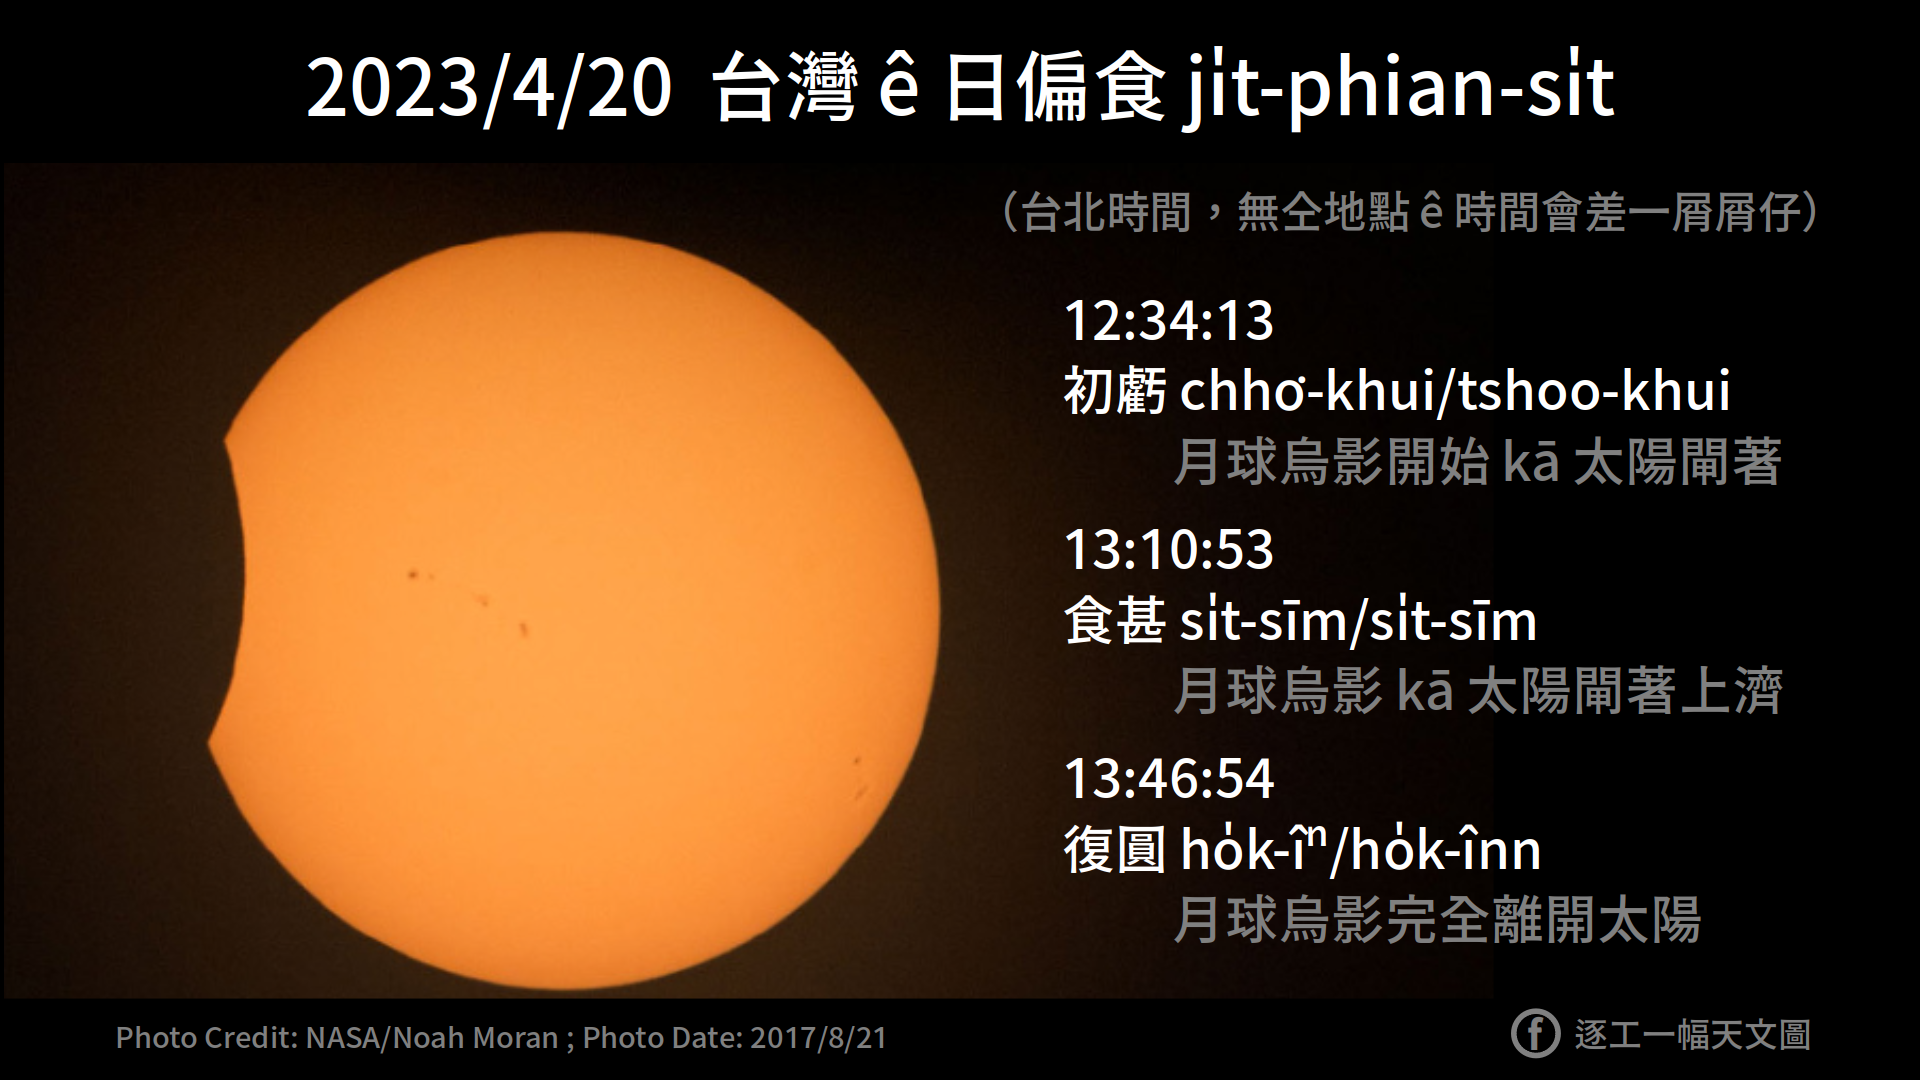 2023/4/20 台灣 ê 日偏食 ji̍t-phian-si̍t
（台北時間，無仝地點 ê 時間會差一屑屑仔）
12:34:13
初虧 chho͘-khui/tshoo-khui
月球烏影開始 kā 太陽閘著
13:10:53
食甚 si̍t-sīm/si̍t-sīm
月球烏影 kā 太陽閘著上濟
13:46:54
復圓 ho̍k-îⁿ/ho̍k-înn
月球烏影完全離開太陽
Photo Credit: NASA/Noah Moran ; Photo Date: 2017/8/21
逐工一幅天文圖